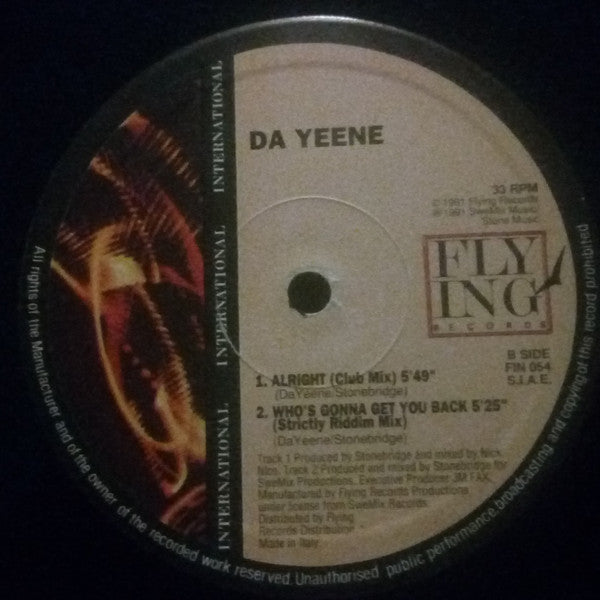 DA YEENE
INTERNATIONAL
INTERNATIONAL
INTERNATIONAL
33 RPM
© 1991 Flying Records
℗ 1991 SweMix Music/
Stone Music
FLY
ING
RECORDS
B SIDE
FIN 054
S.I.A.E.
1. ALRIGHT (Club Mix) 5'49"
(DaYeene/Stonebridge)
2. WHO'S GONNA GET YOU BACK 5'25"
(Strictly Riddim Mix)
(DaYeene/Stonebridge)
Track 1 Produced by Stonebridge and mixed by Nick
Nice. Track 2 Produced and mixed by Stonebridge for
SweMix Productions. Executive Producer JM FAX.
Manufactured by Flying Records Productions
under license from SweMix Records.
Distributed by Flying
Records Distribution
Made in Italy
All rights of the Manufacturer and of the owner of the recorded work reserved. Unauthorised public performance, broadcasting and copying of this record prohibited